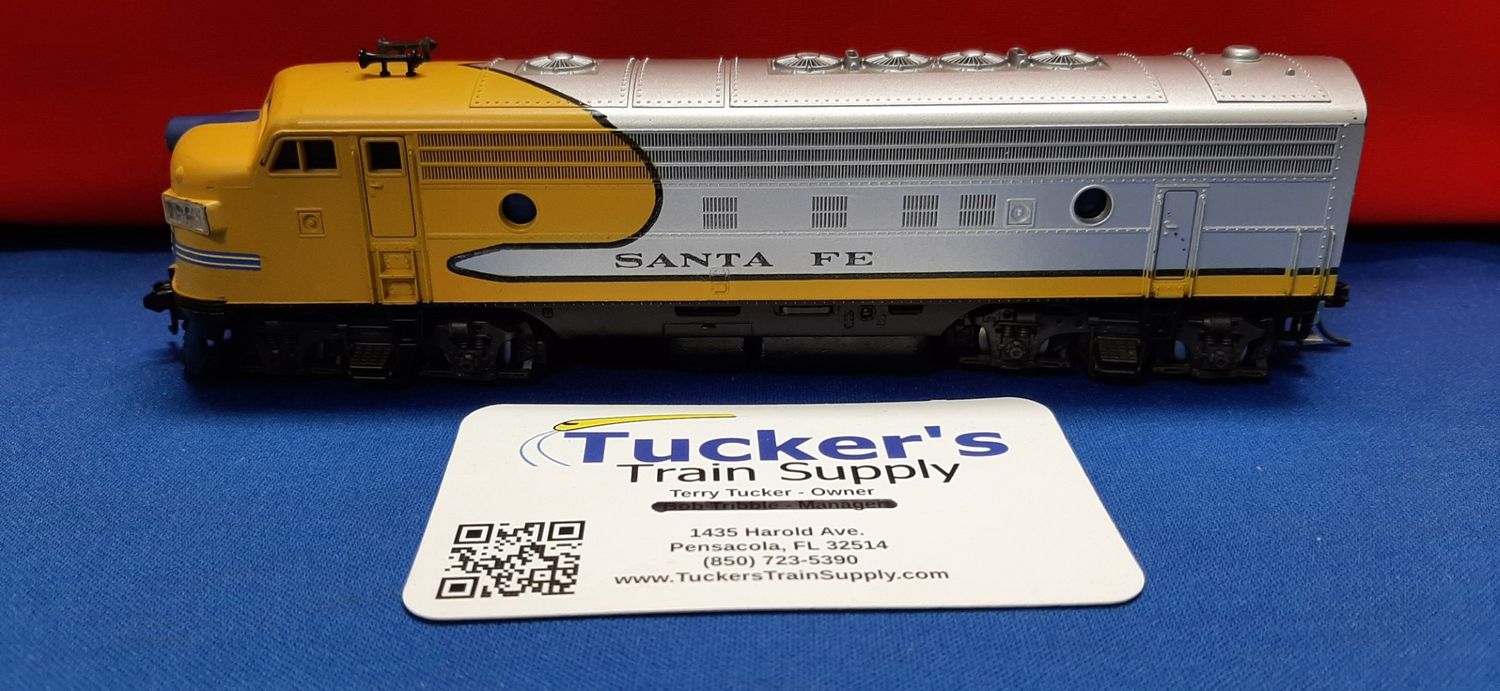 SANTA FE
Tucker's
Train Supply
Terry Tucker - Owner
Bob Tribble - Manager
1435 Harold Ave.
Pensacola, FL 32514
(850) 723-5390
www.TuckersTrainSupply.com